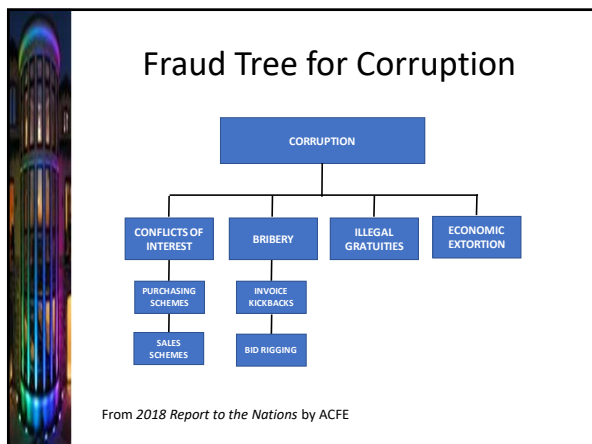 Fraud Tree for Corruption
CORRUPTION
CONFLICTS OF
INTEREST
BRIBERY
ILLEGAL
GRATUITIES
ECONOMIC
EXTORTION
PURCHASING
SCHEMES
INVOICE
KICKBACKS
SALES
SCHEMES
BID RIGGING
From 2018 Report to the Nations by ACFE